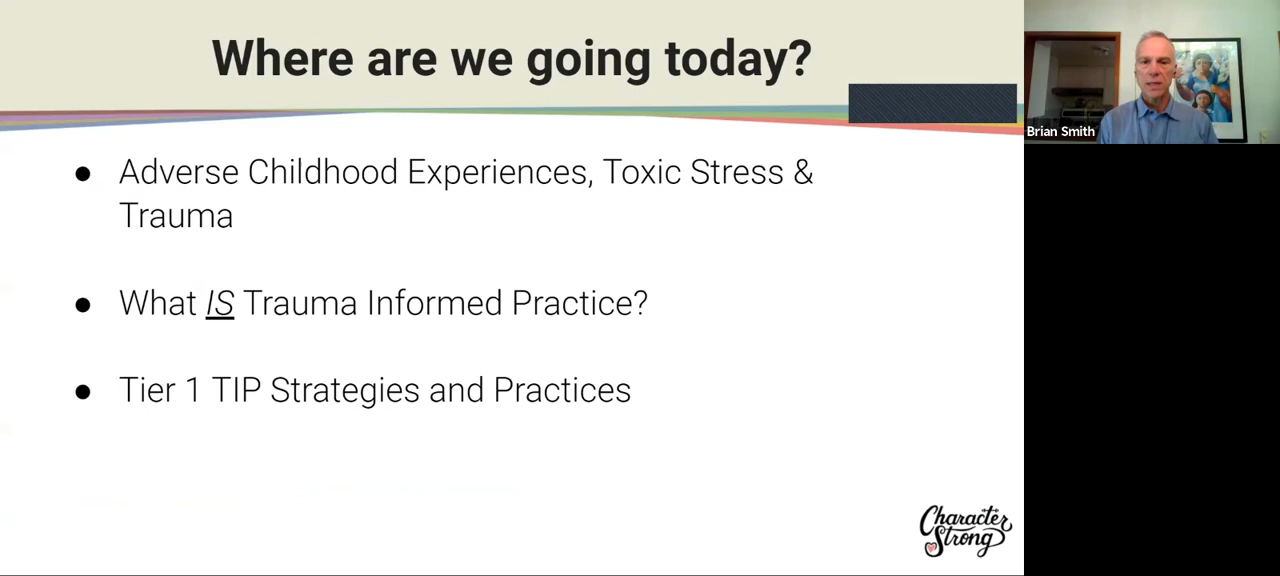 Where are we going today?
Brian Smith
● Adverse Childhood Experiences, Toxic Stress &
Trauma
● What IS Trauma Informed Practice?
● Tier 1 TIP Strategies and Practices
Character
Strong